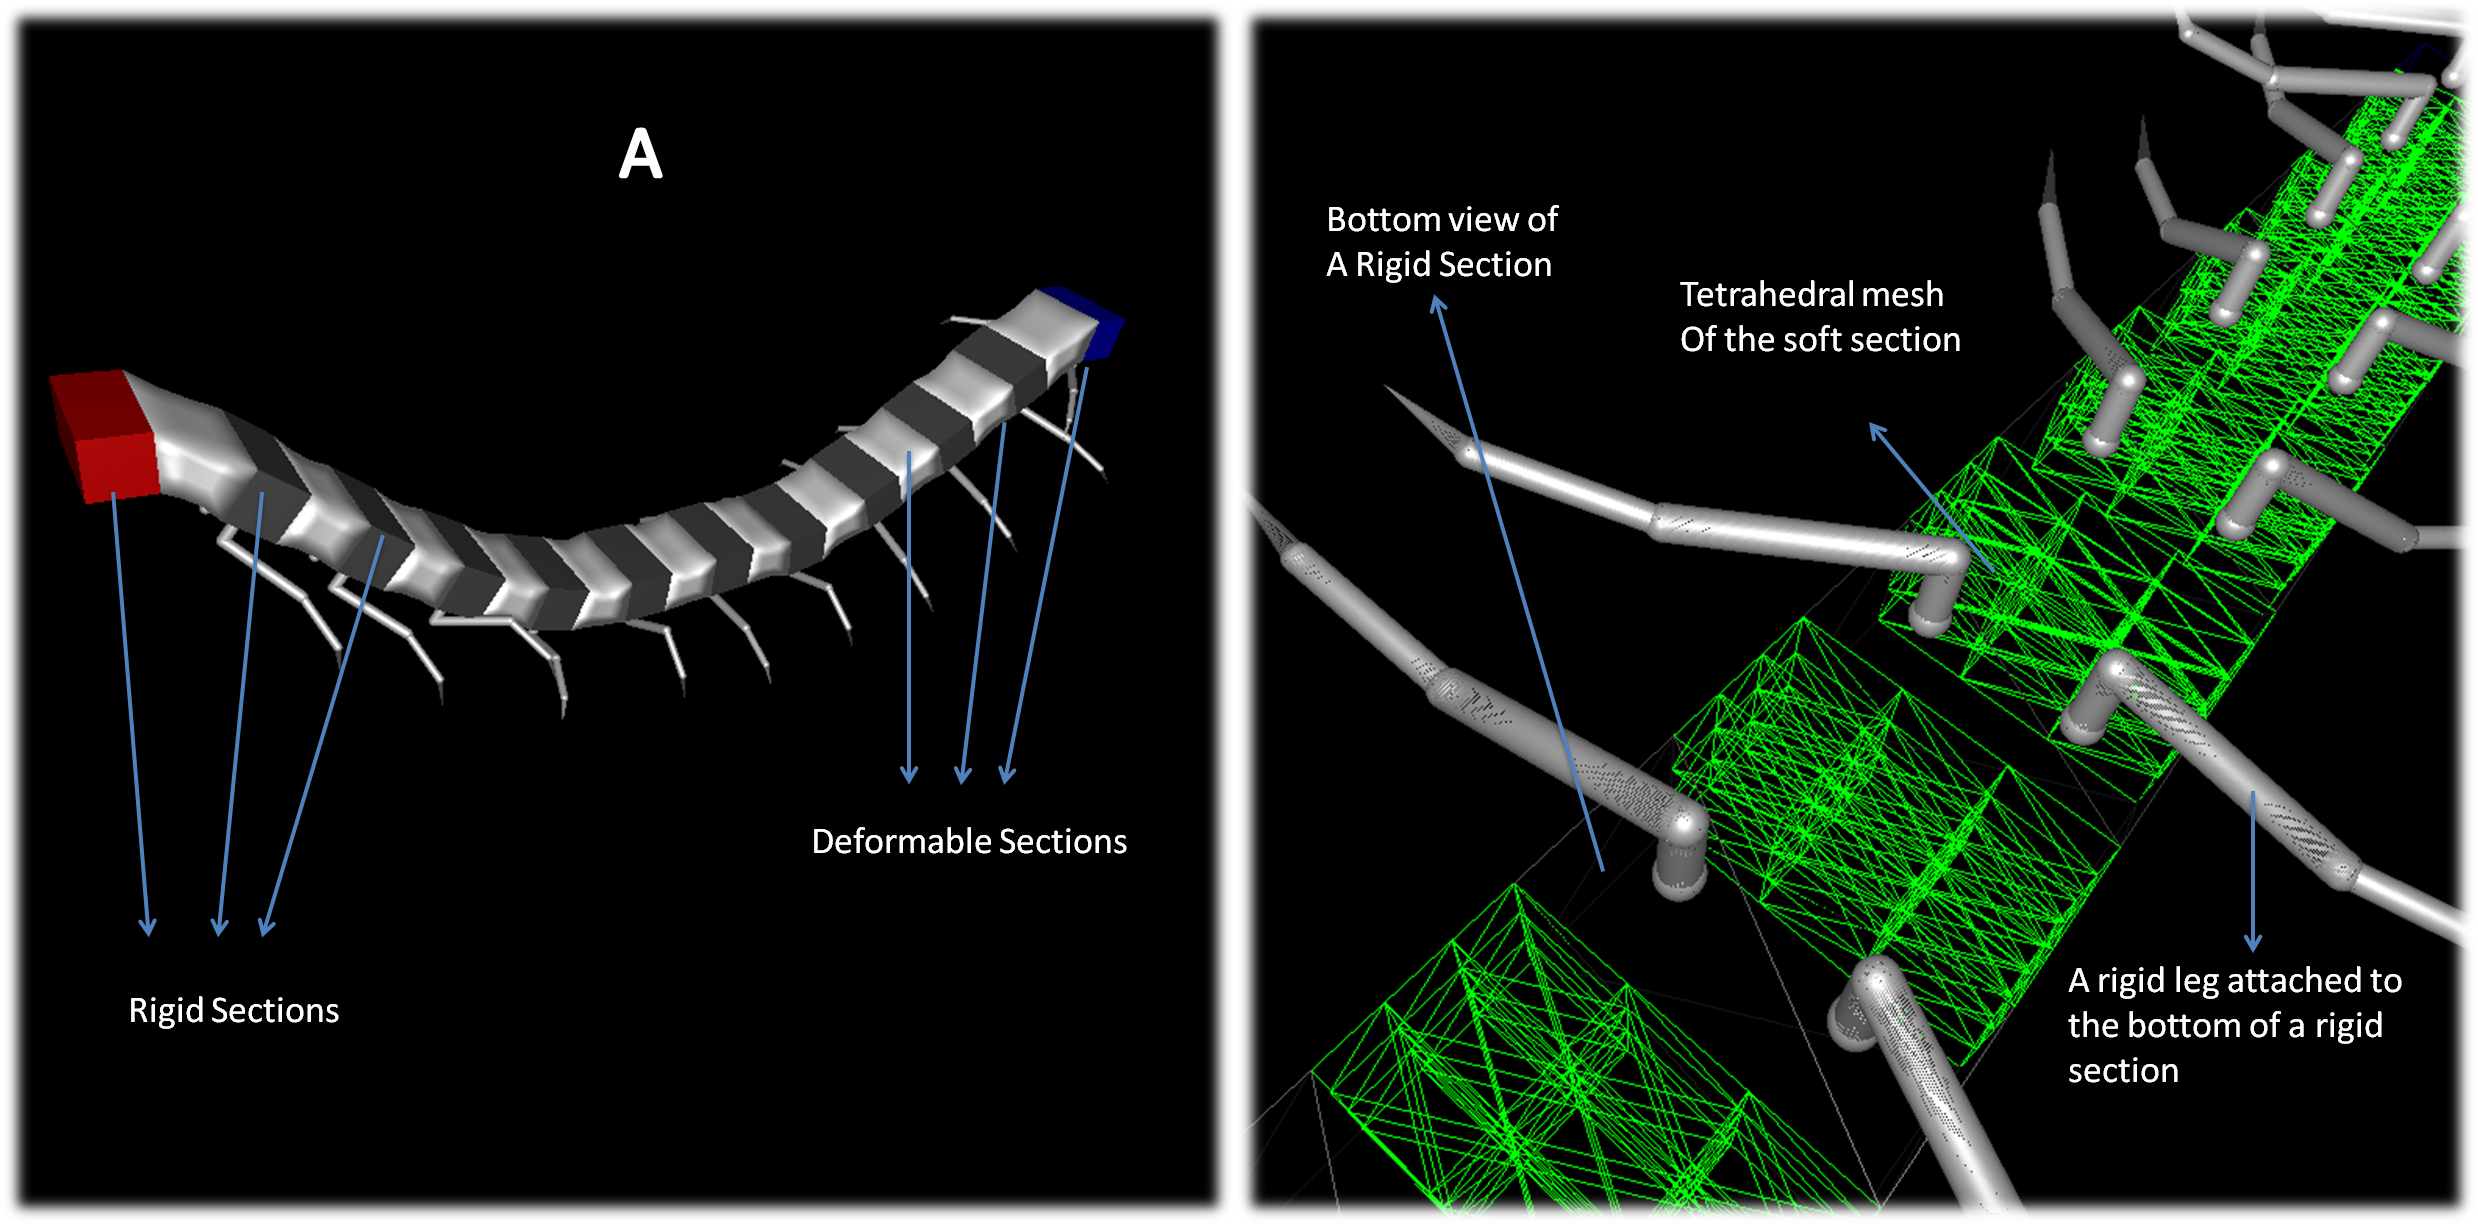 A
Deformable Sections
Rigid Sections
Bottom view of
A Rigid Section
Tetrahedral mesh
Of the soft section
A rigid leg attached to
the bottom of a rigid
section